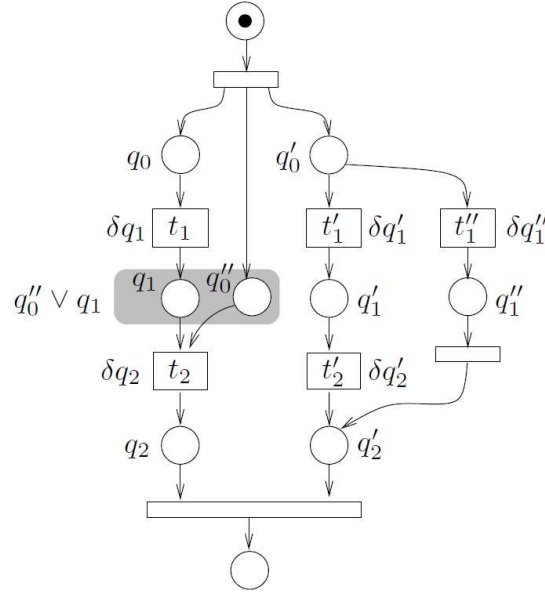 q₀ q′₀
δq₁ t₁ t′₁ δq′₁ t″₁ δq″₁
q″₀ ∨ q₁ q₁ q″₀ q′₁ q″₁
δq₂ t₂ t′₂ δq′₂
q₂ q′₂